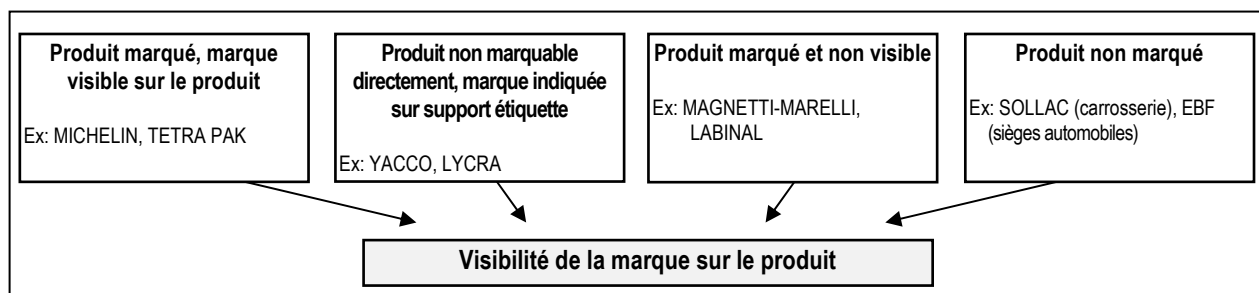 Produit marqué, marque
visible sur le produit
Ex: MICHELIN, TETRA PAK
Produit non marquable
directement, marque indiquée
sur support étiquette
Ex: YACCO, LYCRA
Produit marqué et non visible
Ex: MAGNETTI-MARELLI,
LABINAL
Produit non marqué
Ex: SOLLAC (carrosserie), EBF
(sièges automobiles)
Visibilité de la marque sur le produit